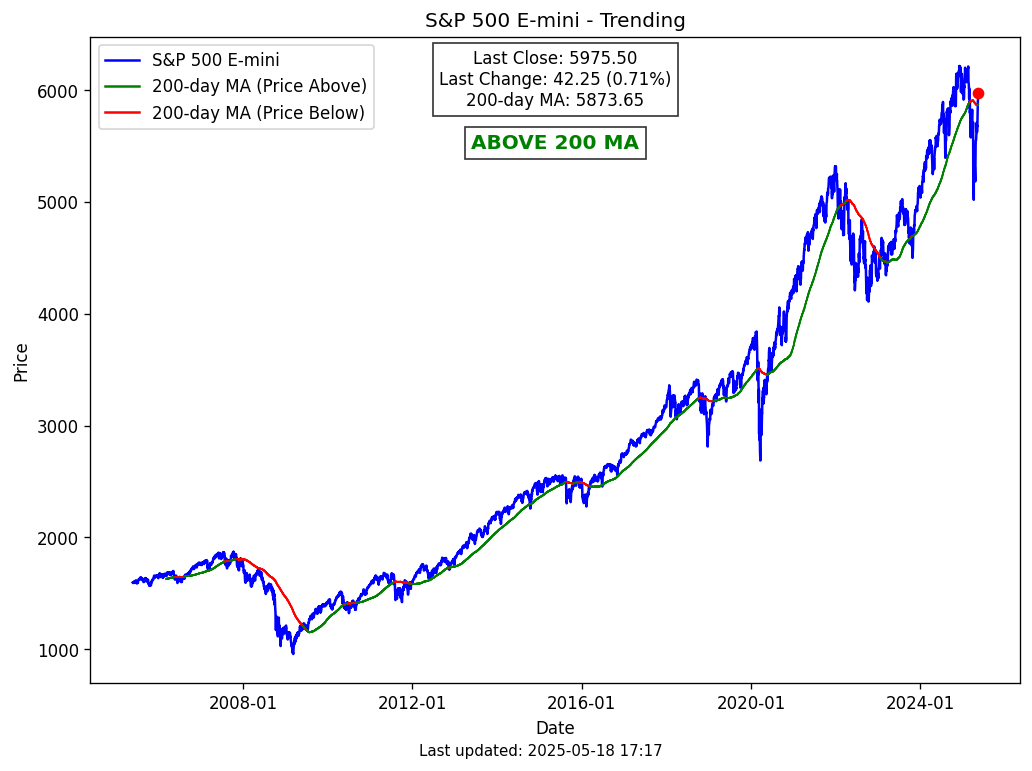 S&P 500 E-mini - Trending
S&P 500 E-mini
200-day MA (Price Above)
200-day MA (Price Below)
Last Close: 5975.50
Last Change: 42.25 (0.71%)
200-day MA: 5873.65
ABOVE 200 MA
Price
6000
5000
4000
3000
2000
1000
2008-01
2012-01
2016-01
2020-01
2024-01
Date
Last updated: 2025-05-18 17:17